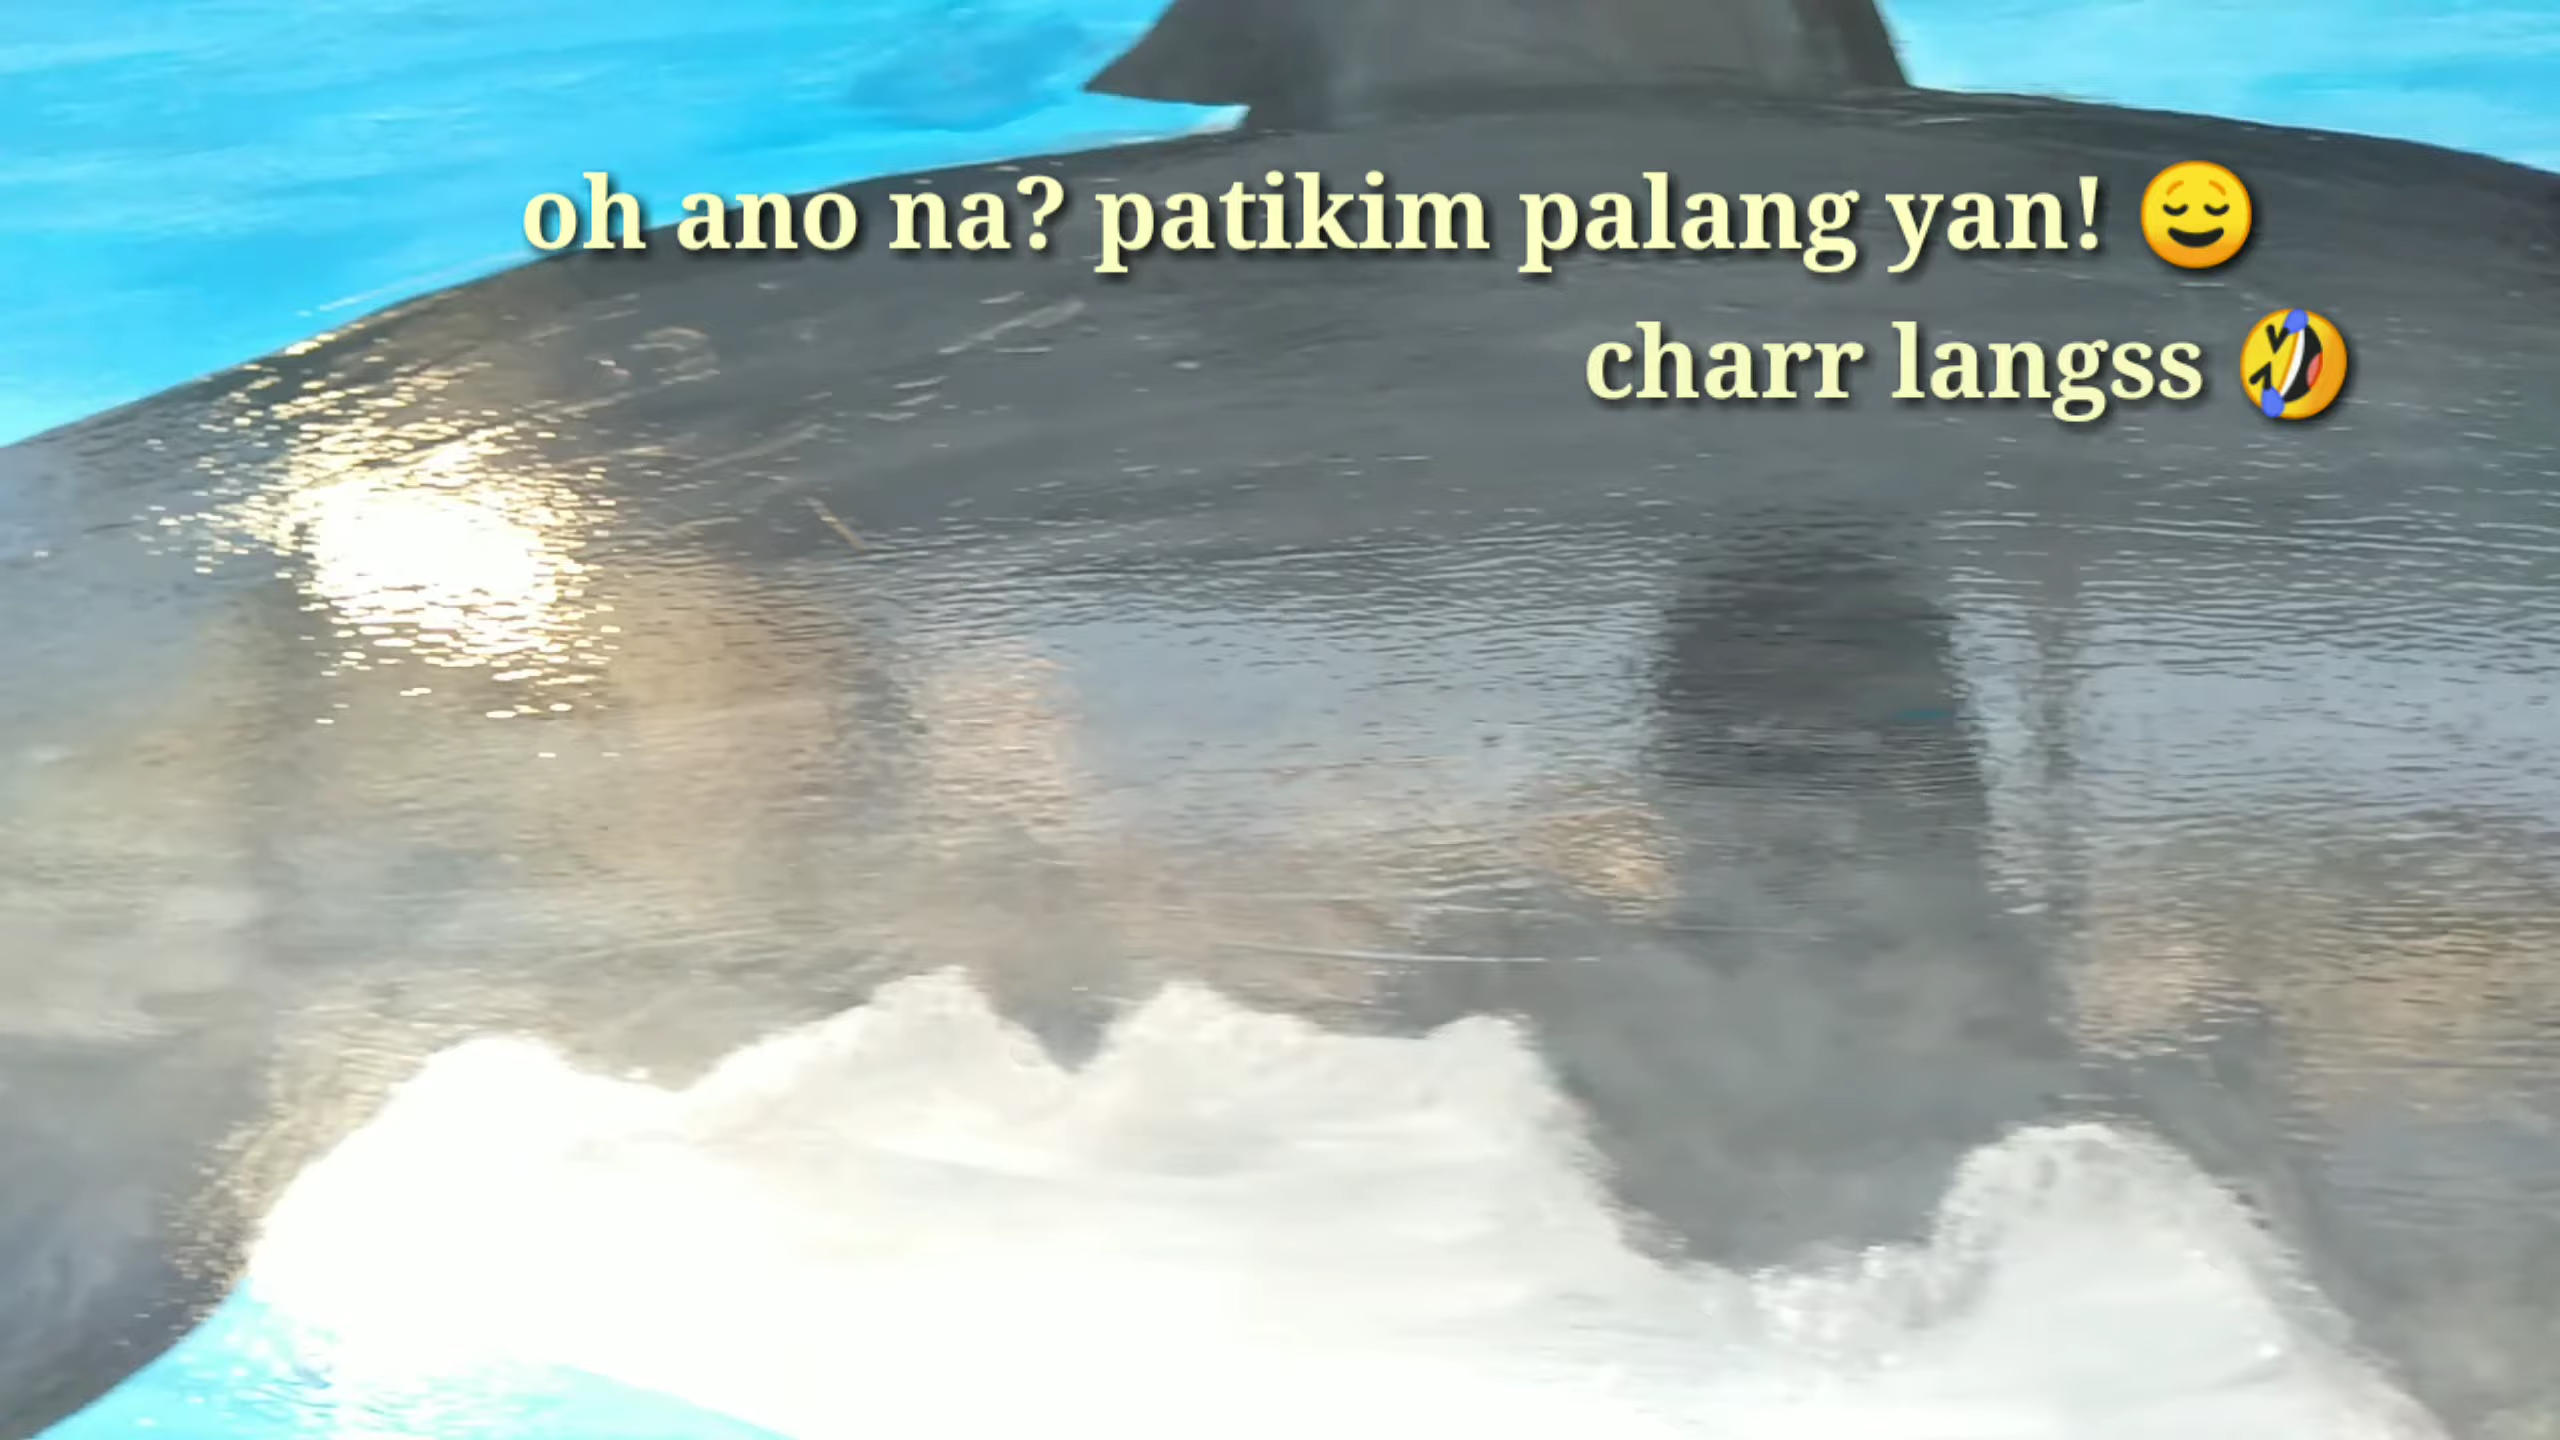 oh ano na? patikim palang yan! 😌
charr langss 🤣